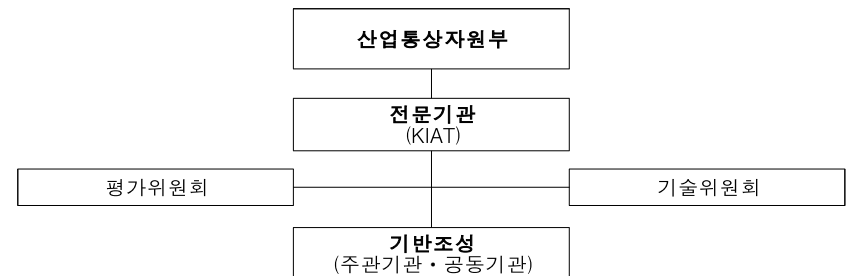 산업통상자원부
전문기관
(KIAT)
평가위원회
기술위원회
기반조성
(주관기관・공동기관)